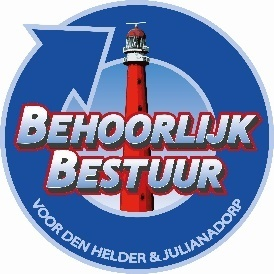 BEHOORLIJK
BESTUUR
VOOR DEN HELDER & JULIANADORP